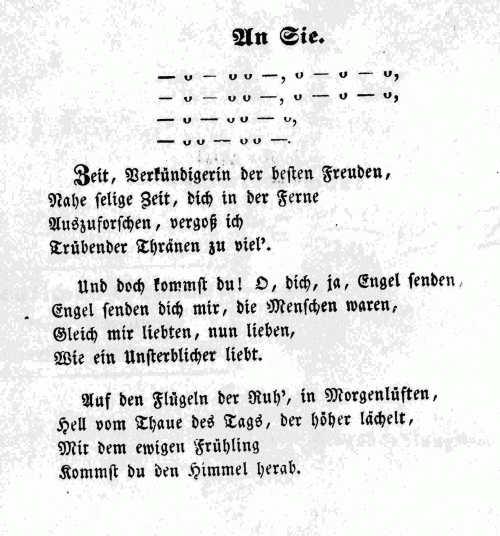 An Sie.
— ᴗ — ᴗ ᴗ —, ᴗ — ᴗ — ᴗ,
— ᴗ — ᴗ ᴗ —, ᴗ — ᴗ — ᴗ,
— ᴗ — ᴗ ᴗ — ᴗ,
— ᴗ ᴗ — ᴗ ᴗ —.
Zeit, Verkündigerin der beſten Freuden,
Nahe ſelige Zeit, dich in der Ferne
Auszuforſchen, vergoß ich
Trübender Thränen zu viel'.
Und doch kommſt du! O, dich, ja, Engel ſenden,
Engel ſenden dich mir, die Menſchen waren,
Gleich mir liebten, nun lieben,
Wie ein Unſterblicher liebt.
Auf den Flügeln der Ruh', in Morgenlüften,
Hell vom Thaue des Tags, der höher lächelt,
Mit dem ewigen Frühling
Kommſt du den Himmel herab.